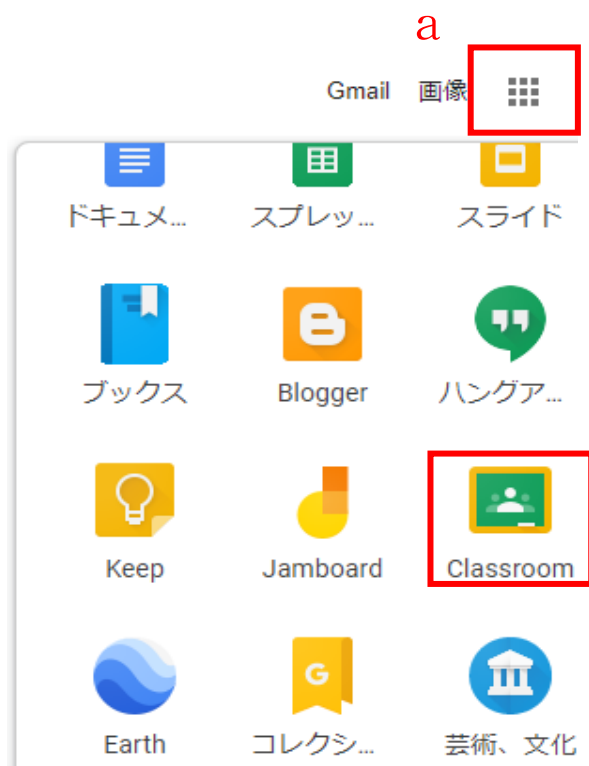 a
Gmail 画像
ドキュメ... スプレッ... スライド
ブックス Blogger ハングア...
Keep Jamboard Classroom
G
Earth コレクシ... 芸術、文化